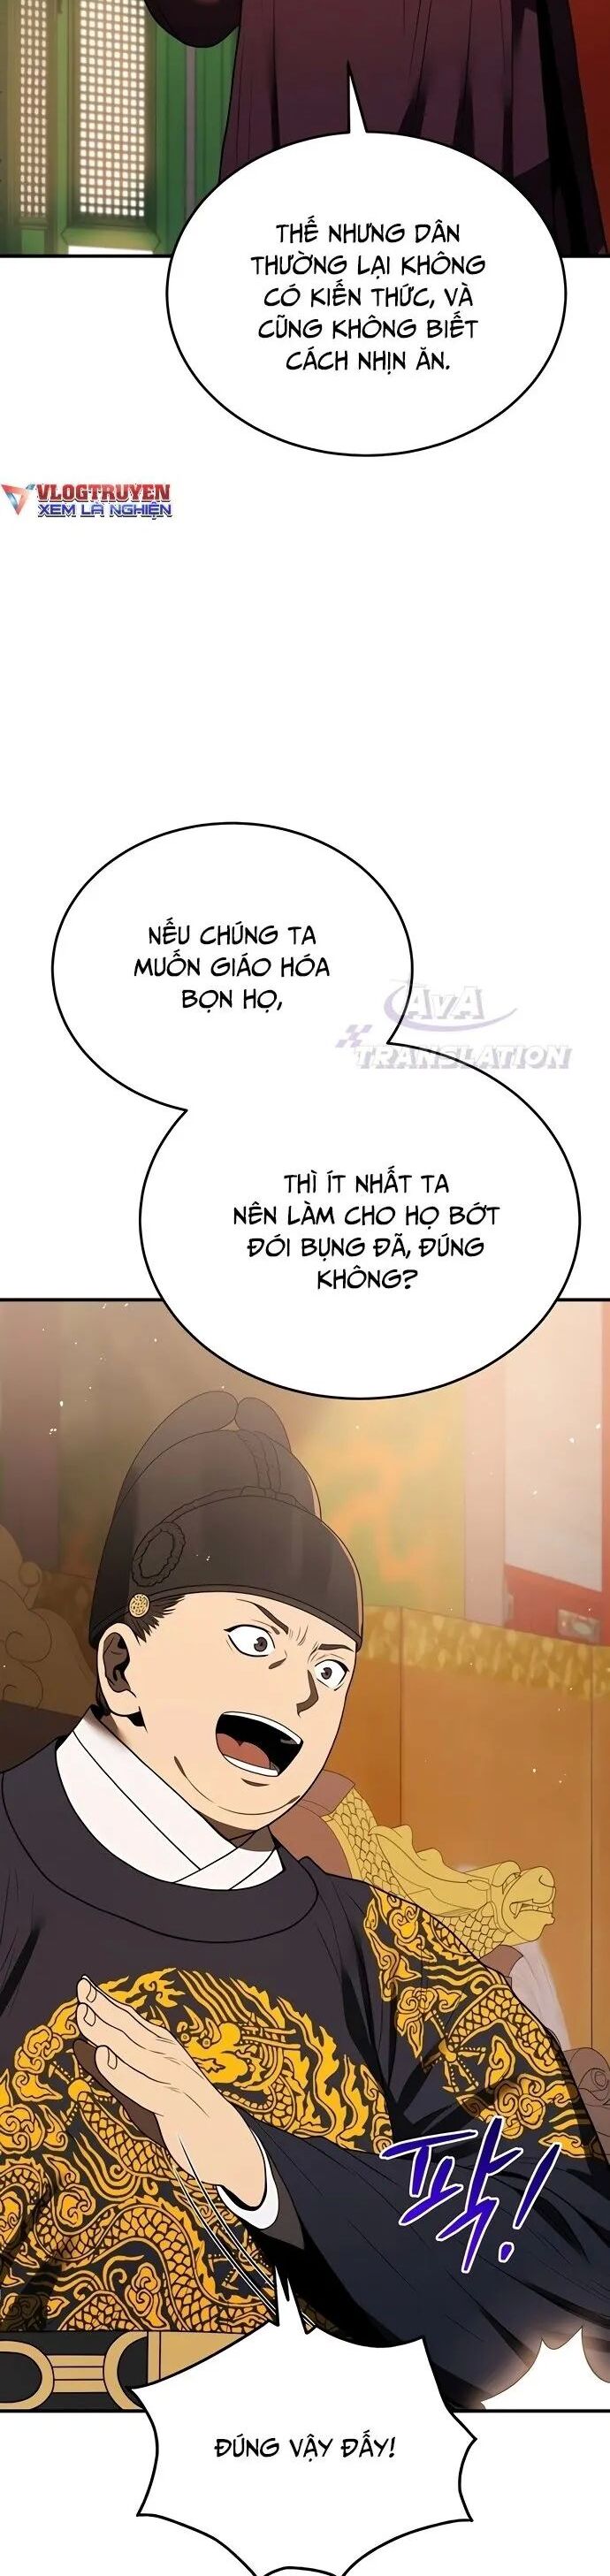 THẾ NHƯNG DÂN
THƯỜNG LẠI KHÔNG
CÓ KIẾN THỨC, VÀ
CŨNG KHÔNG BIẾT
CÁCH NHỊN ĂN.
VLOGTRUYEN
XEM LÀ NGHIỆN
NẾU CHÚNG TA
MUỐN GIÁO HÓA
BỌN HỌ,
AVA
TRANSLATION
THÌ ÍT NHẤT TA
NÊN LÀM CHO HỌ BỚT
ĐÓI BỤNG ĐÃ, ĐÚNG
KHÔNG?
팍!
ĐÚNG VẬY ĐẤY!